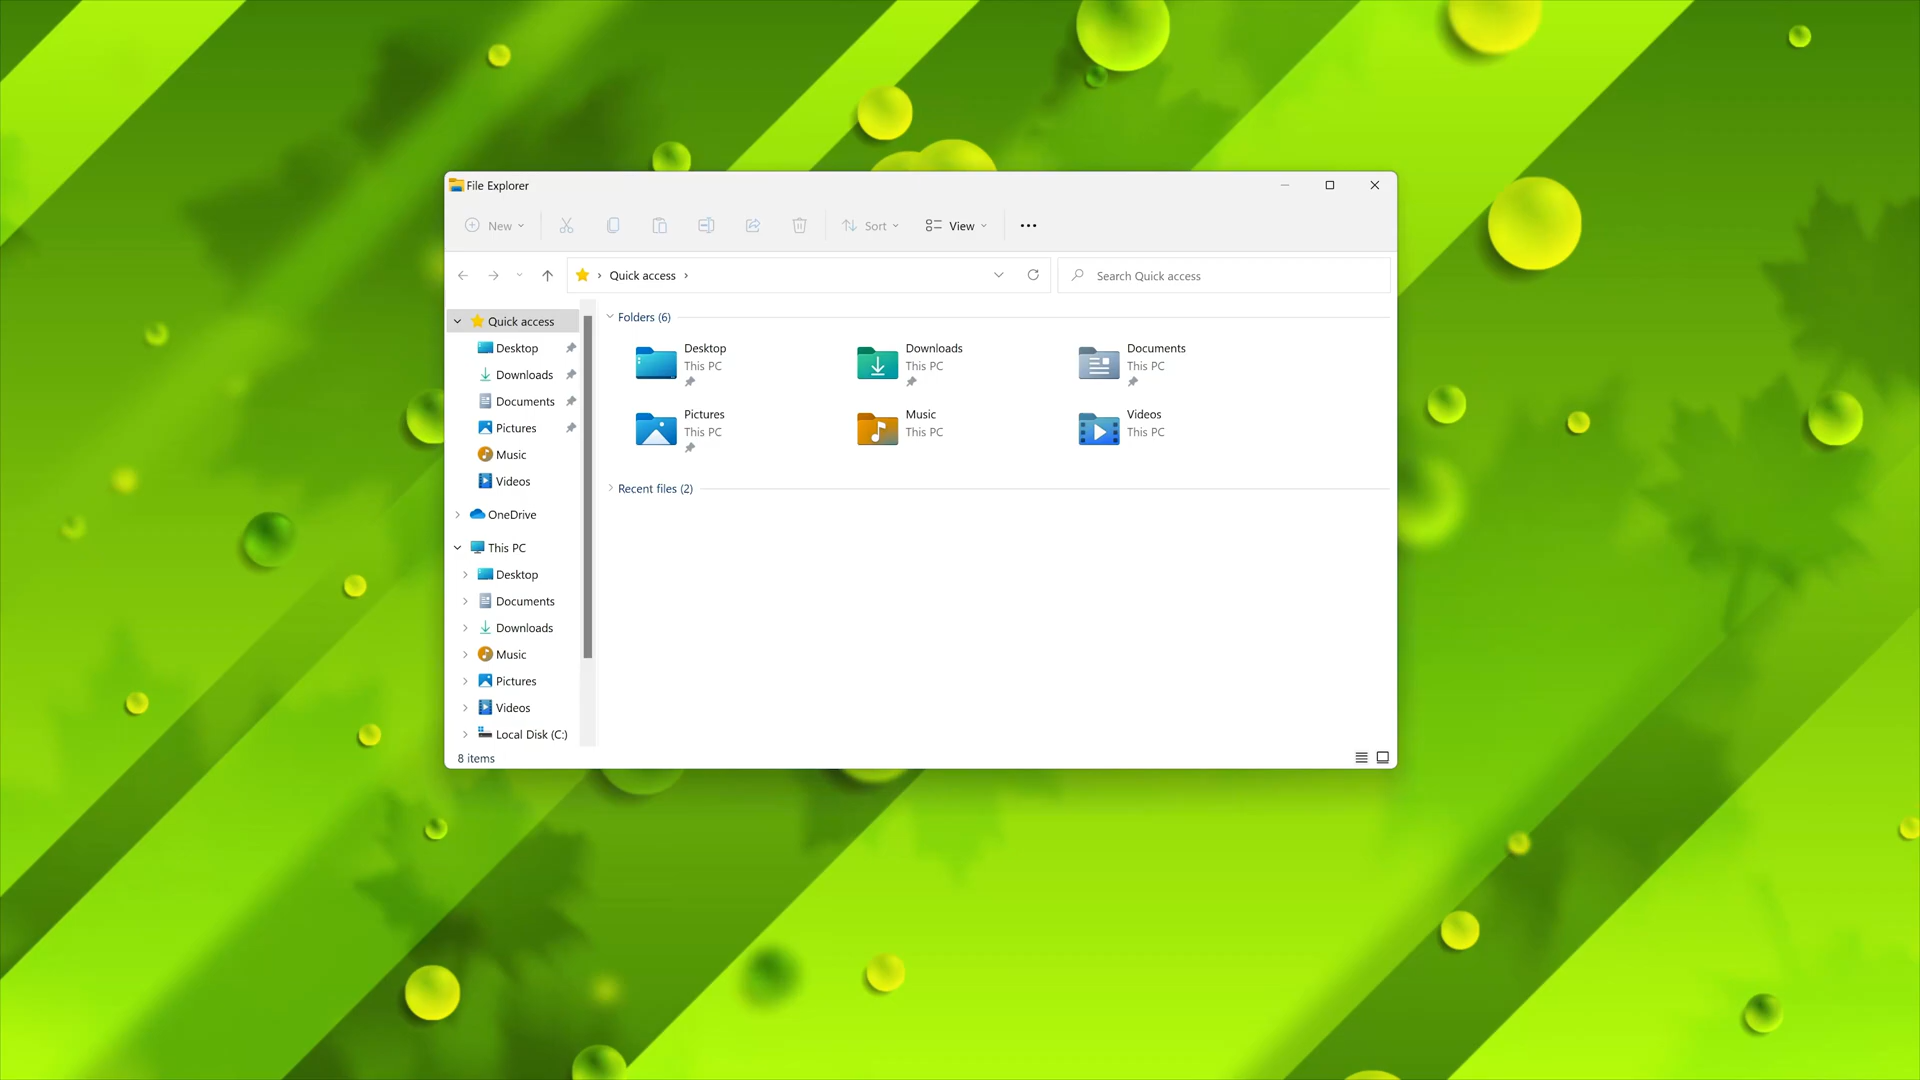 File Explorer
New
Sort
View
Quick access
Search Quick access
Quick access
Desktop
Downloads
Documents
Pictures
Music
Videos
OneDrive
This PC
Desktop
Documents
Downloads
Music
Pictures
Videos
Local Disk (C:)
Folders (6)
Desktop
This PC
Downloads
This PC
Documents
This PC
Pictures
This PC
Music
This PC
Videos
This PC
Recent files (2)
8 items